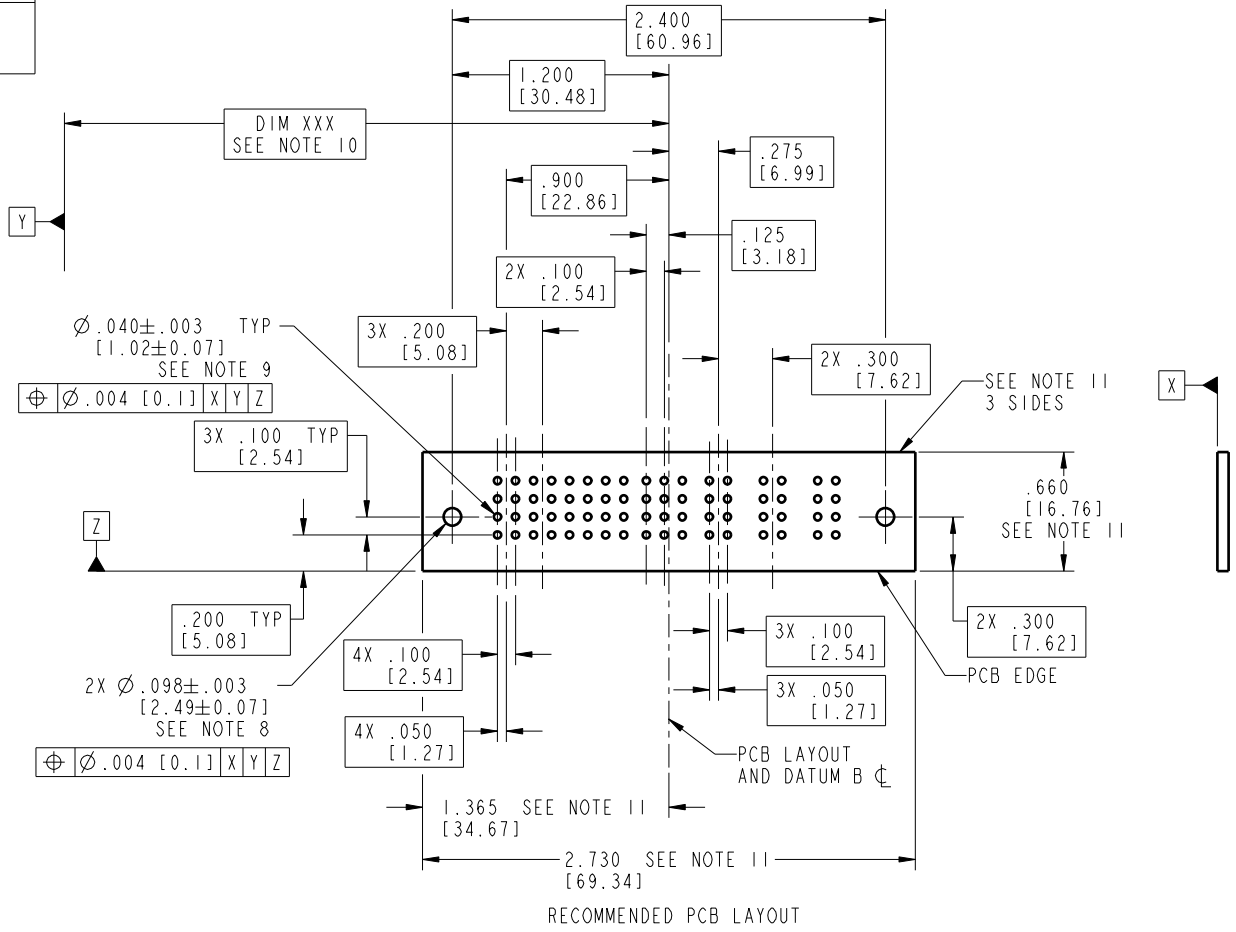 2.400
[60.96]
1.200
[30.48]
DIM XXX
SEE NOTE 10
.275
[6.99]
.900
[22.86]
Y
.125
[3.18]
2X .100
[2.54]
Ø.040±.003 TYP
[1.02±0.07]
SEE NOTE 9
⌖ Ø.004 [0.1] X Y Z
3X .200
[5.08]
2X .300
[7.62]
SEE NOTE 11
3 SIDES
X
3X .100 TYP
[2.54]
.660
[16.76]
SEE NOTE 11
Z
.200 TYP
[5.08]
4X .100
[2.54]
3X .100
[2.54]
2X .300
[7.62]
PCB EDGE
2X Ø.098±.003
[2.49±0.07]
SEE NOTE 8
⌖ Ø.004 [0.1] X Y Z
4X .050
[1.27]
3X .050
[1.27]
PCB LAYOUT
AND DATUM B ℄
1.365 SEE NOTE 11
[34.67]
2.730 SEE NOTE 11
[69.34]
RECOMMENDED PCB LAYOUT